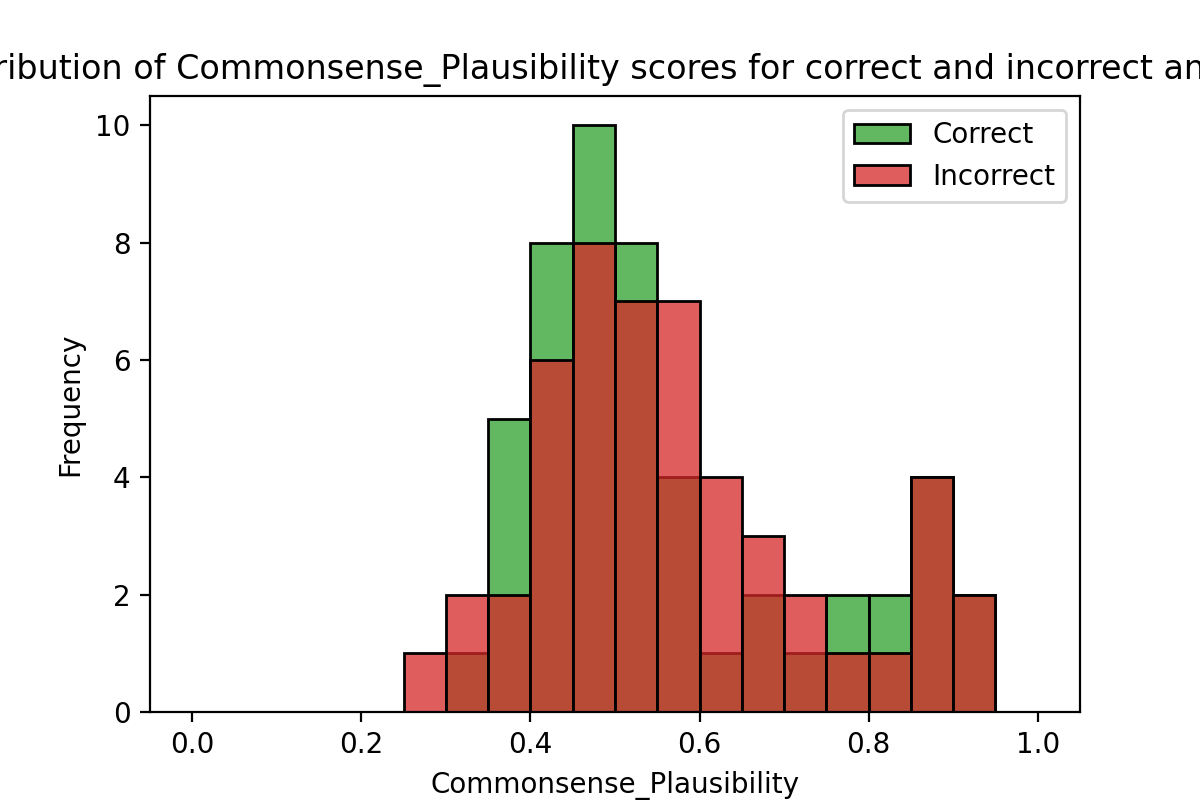 ribution of Commonsense_Plausibility scores for correct and incorrect an
Correct
Incorrect
10
8
6
4
2
0
Frequency
0.0 0.2 0.4 0.6 0.8 1.0
Commonsense_Plausibility